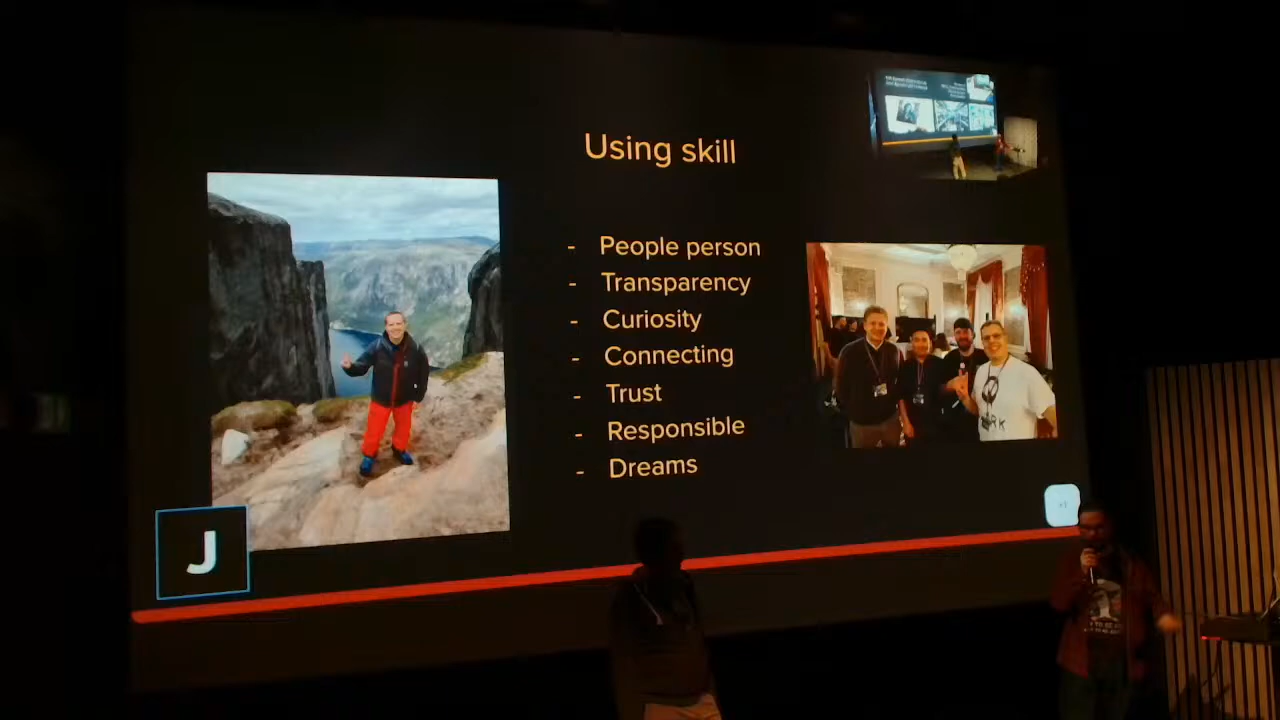 Using skill
- People person
- Transparency
- Curiosity
- Connecting
- Trust
- Responsible
- Dreams
J